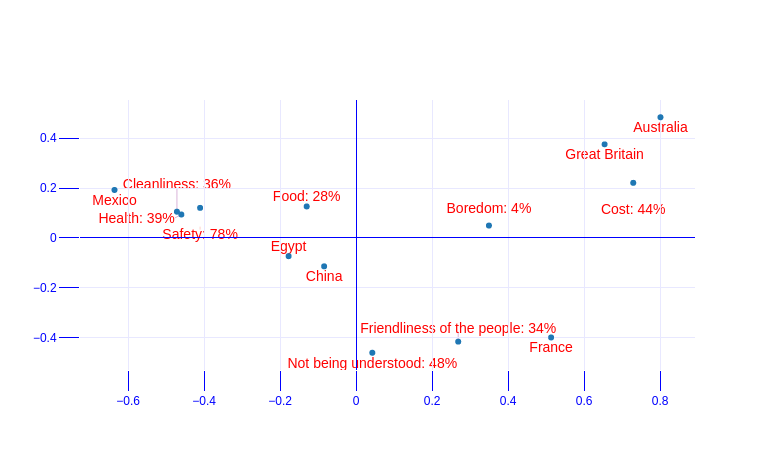 Australia
0.4
Great Britain
Cleanliness: 36%
0.2
Food: 28%
Mexico
Boredom: 4%
Cost: 44%
Health: 39%
Safety: 78%
0
Egypt
China
−0.2
Friendliness of the people: 34%
−0.4
France
Not being understood: 48%
−0.6 −0.4 −0.2 0 0.2 0.4 0.6 0.8